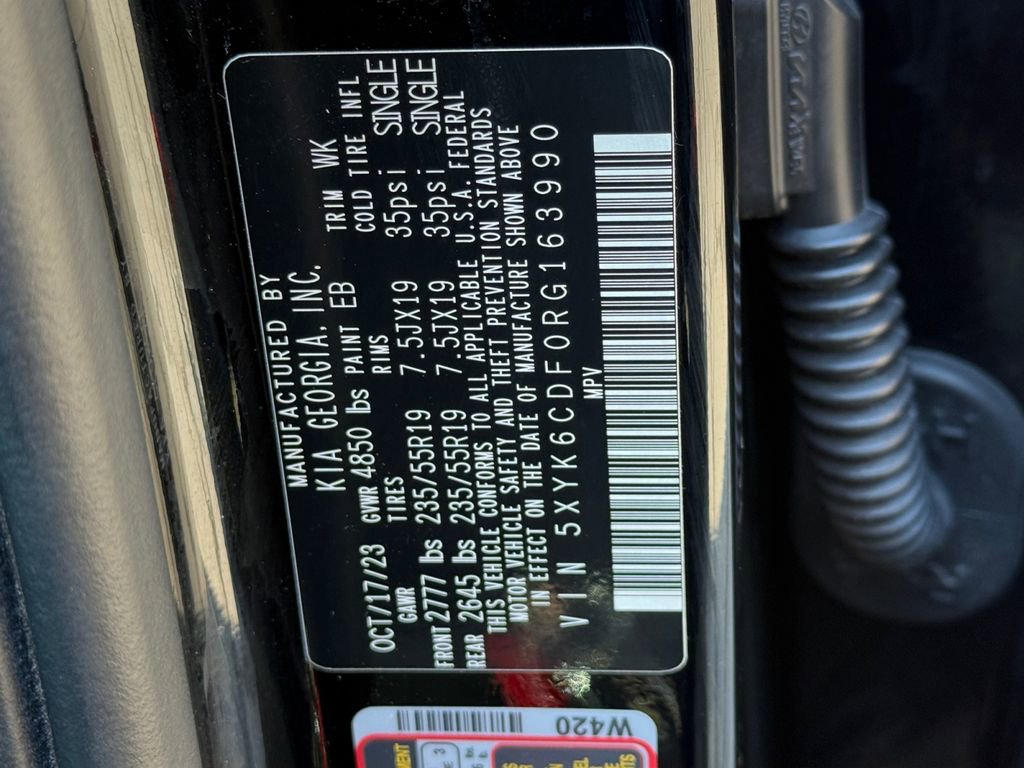 MANUFACTURED BY
KIA GEORGIA, INC.
OCT/17/23 GVWR 4850 lbs PAINT EB TRIM WK
GAWR TIRES RIMS COLD TIRE INFL
FRONT 2777 lbs 235/55R19 7.5JX19 35psi SINGLE
REAR 2645 lbs 235/55R19 7.5JX19 35psi SINGLE
THIS VEHICLE CONFORMS TO ALL APPLICABLE U.S.A. FEDERAL
MOTOR VEHICLE SAFETY AND THEFT PREVENTION STANDARDS
IN EFFECT ON THE DATE OF MANUFACTURE SHOWN ABOVE
VIN 5XYK6CDF0RG163990
MPV
W420